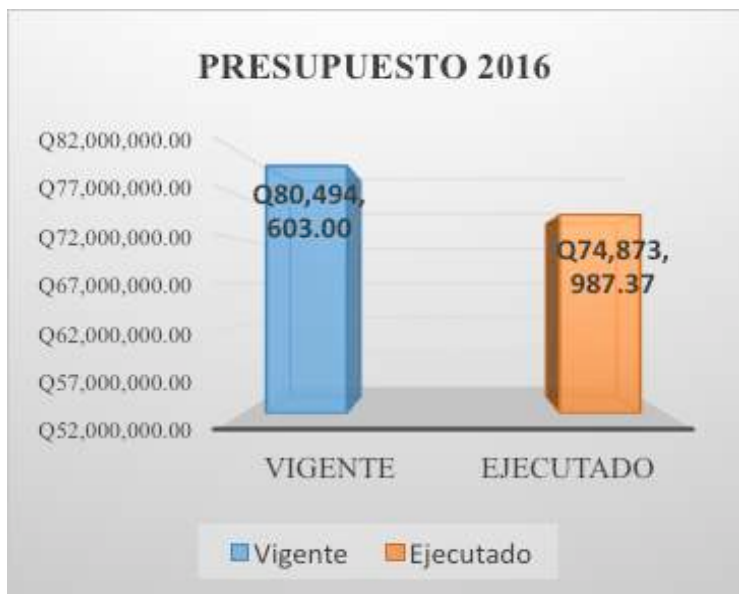 PRESUPUESTO 2016
Q82,000,000.00
Q77,000,000.00
Q72,000,000.00
Q67,000,000.00
Q62,000,000.00
Q57,000,000.00
Q52,000,000.00
Q80,494,
603.00
Q74,873,
987.37
VIGENTE
EJECUTADO
Vigente
Ejecutado